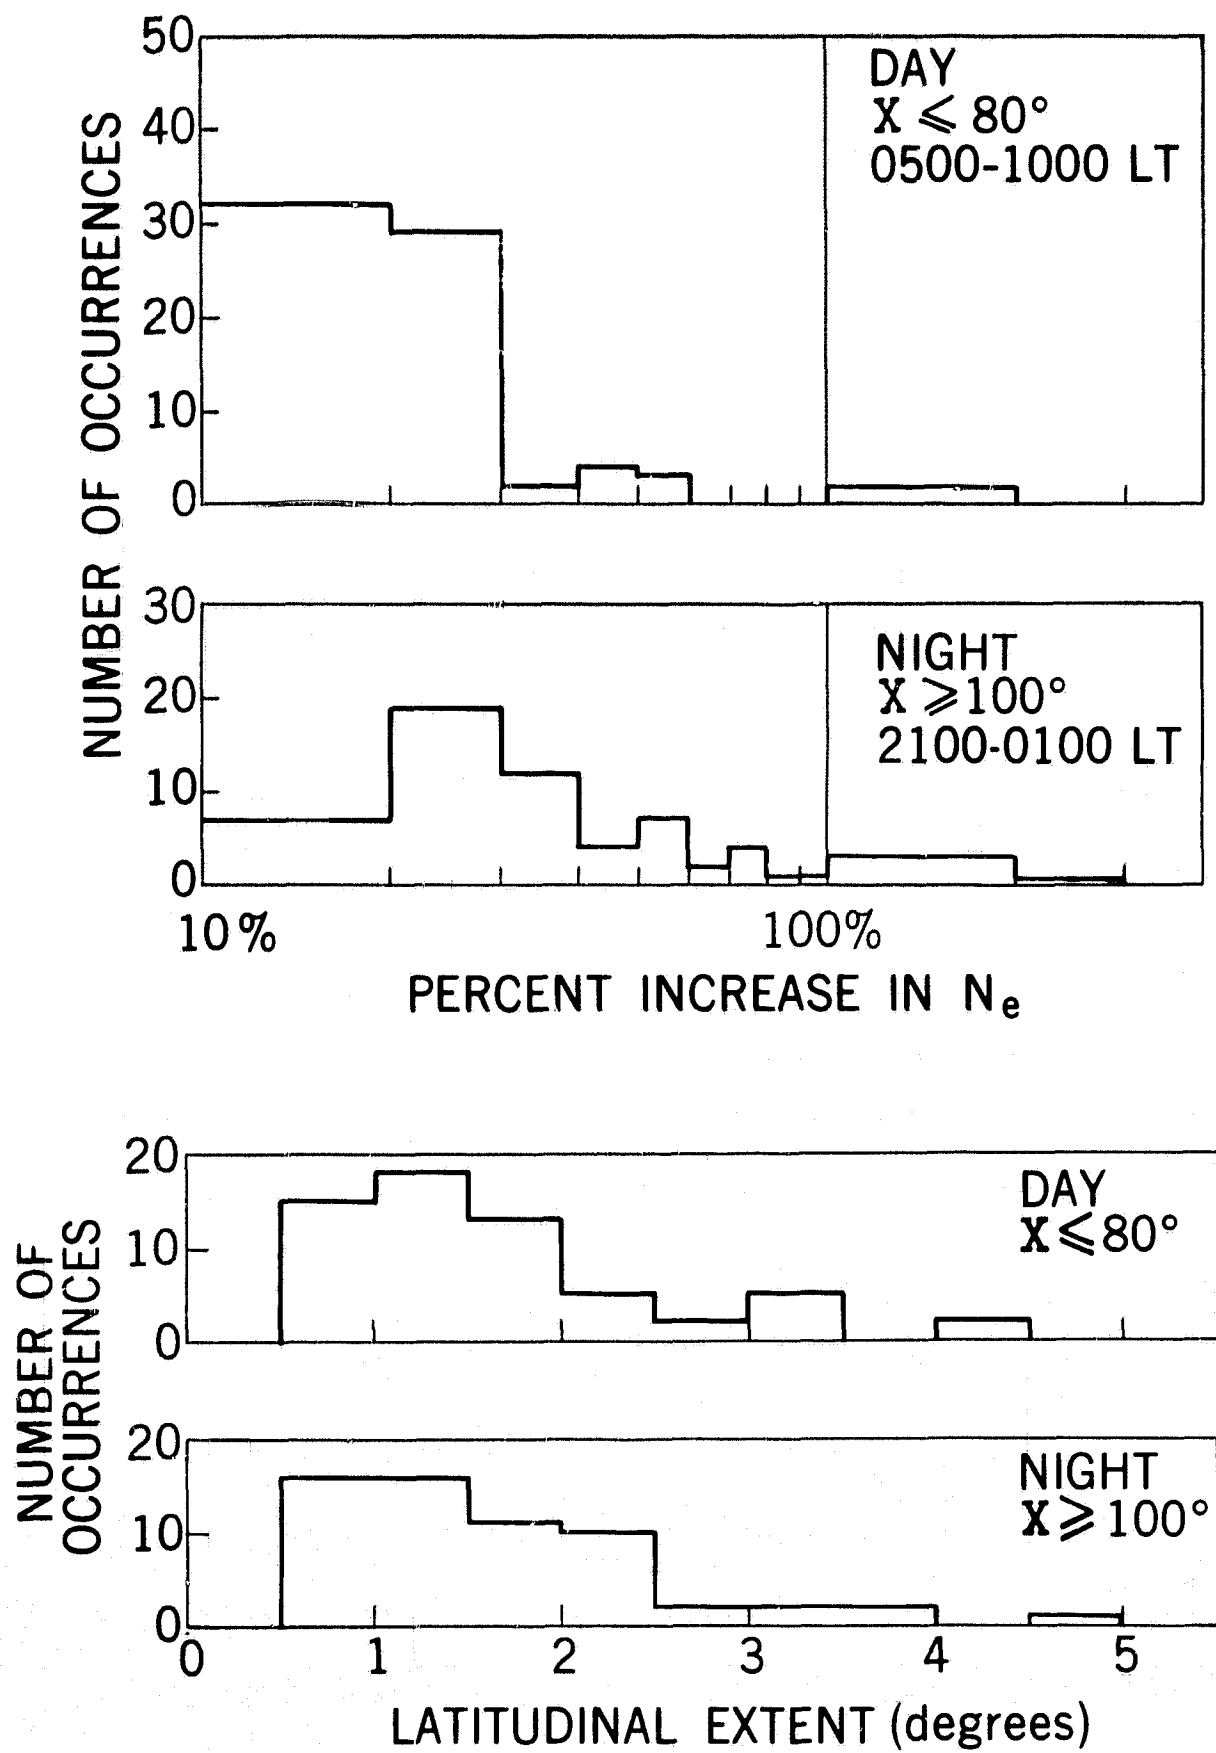 NUMBER OF OCCURRENCES
50
40
30
20
10
0
DAY
X ⩽ 80°
0500-1000 LT
30
20
10
0
NIGHT
X ⩾ 100°
2100-0100 LT
10% 100%
PERCENT INCREASE IN Ne
NUMBER OF
OCCURRENCES
20
10
0
DAY
X ⩽ 80°
20
10
0
NIGHT
X ⩾ 100°
0 1 2 3 4 5
LATITUDINAL EXTENT (degrees)